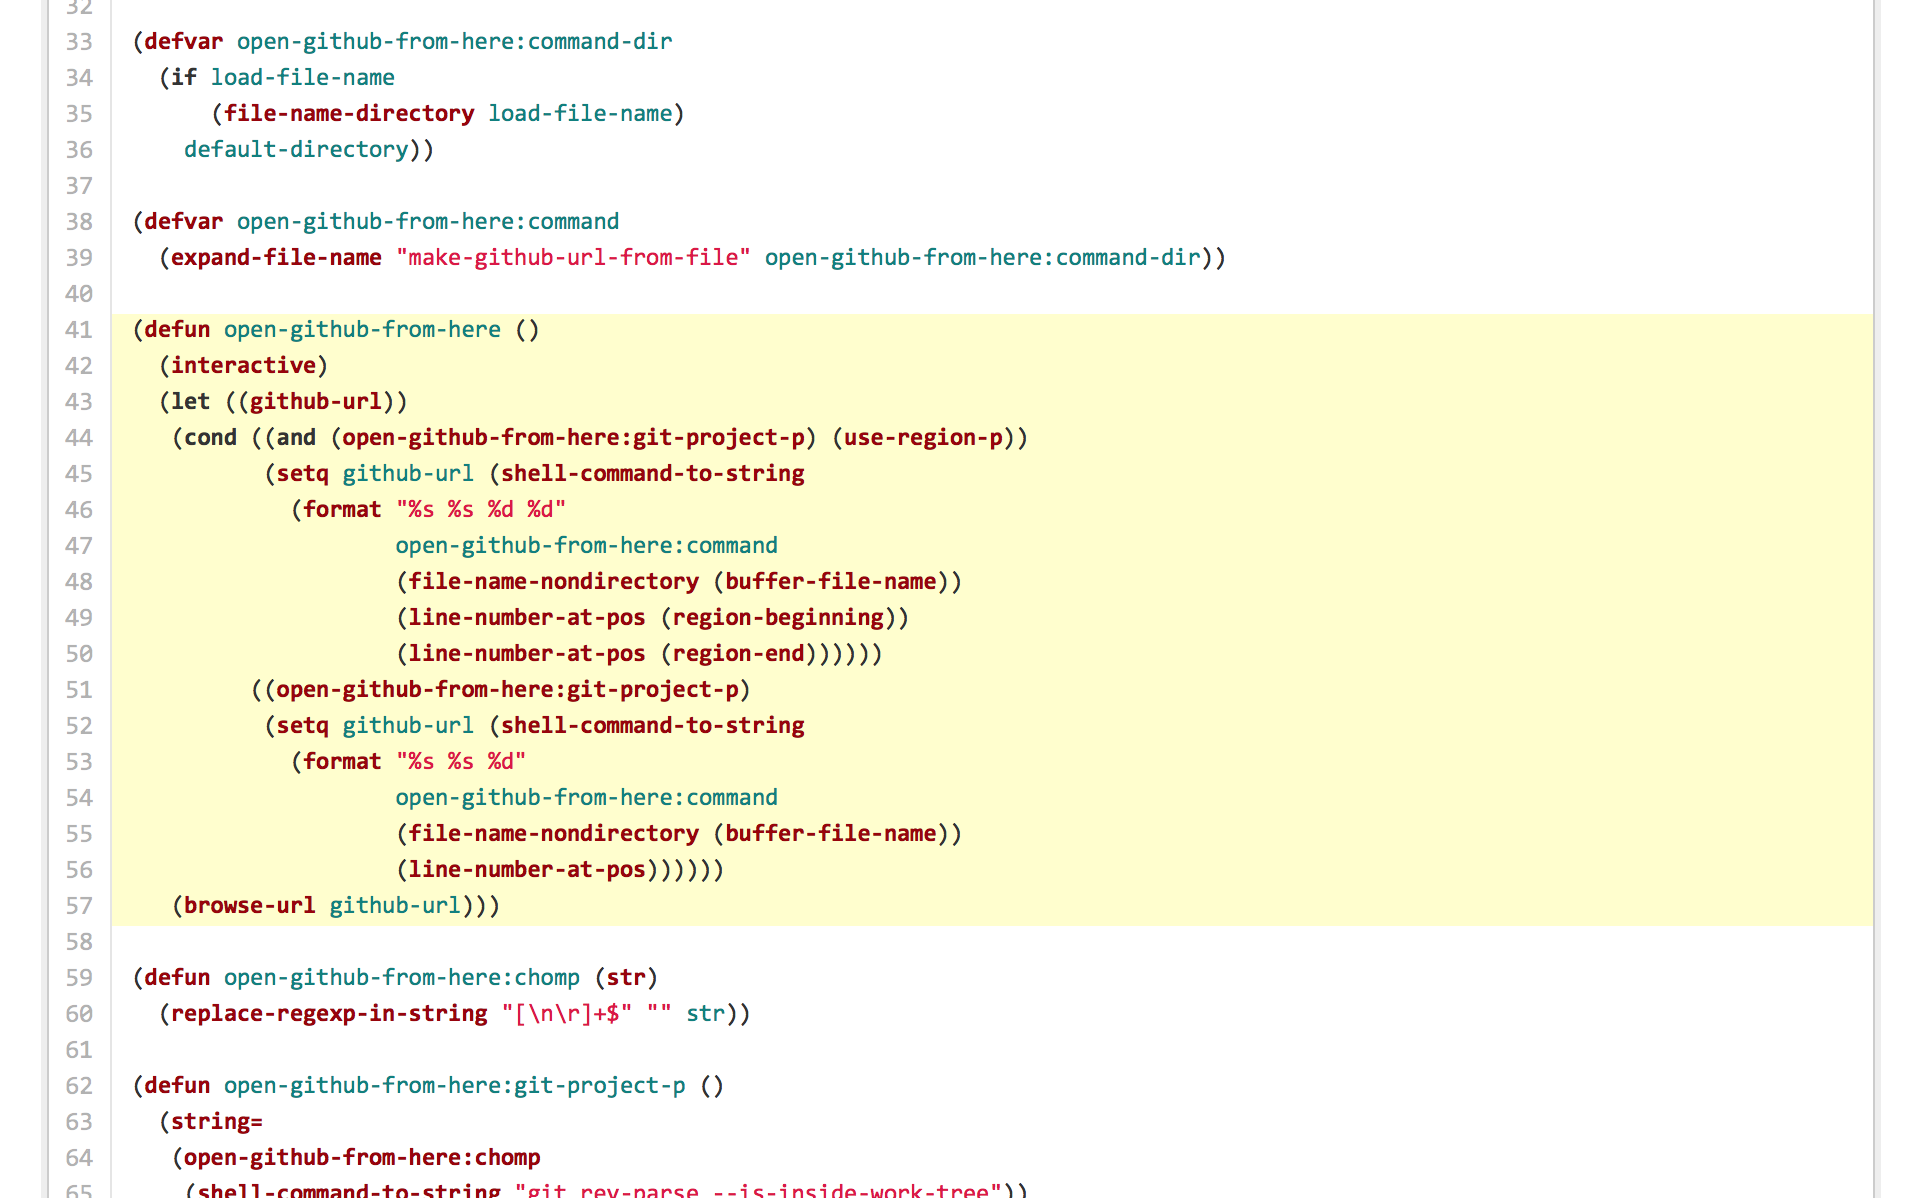 32
33 (defvar open-github-from-here:command-dir
34   (if load-file-name
35       (file-name-directory load-file-name)
36     default-directory))
37
38 (defvar open-github-from-here:command
39   (expand-file-name "make-github-url-from-file" open-github-from-here:command-dir))
40
41 (defun open-github-from-here ()
42   (interactive)
43   (let ((github-url))
44    (cond ((and (open-github-from-here:git-project-p) (use-region-p))
45           (setq github-url (shell-command-to-string
46             (format "%s %s %d %d"
47                     open-github-from-here:command
48                     (file-name-nondirectory (buffer-file-name))
49                     (line-number-at-pos (region-beginning))
50                     (line-number-at-pos (region-end))))))
51          ((open-github-from-here:git-project-p)
52           (setq github-url (shell-command-to-string
53             (format "%s %s %d"
54                     open-github-from-here:command
55                     (file-name-nondirectory (buffer-file-name))
56                     (line-number-at-pos))))))
57    (browse-url github-url)))
58
59 (defun open-github-from-here:chomp (str)
60   (replace-regexp-in-string "[\n\r]+$" "" str))
61
62 (defun open-github-from-here:git-project-p ()
63   (string=
64    (open-github-from-here:chomp
65     (shell-command-to-string "git rev-parse --is-inside-work-tree"))